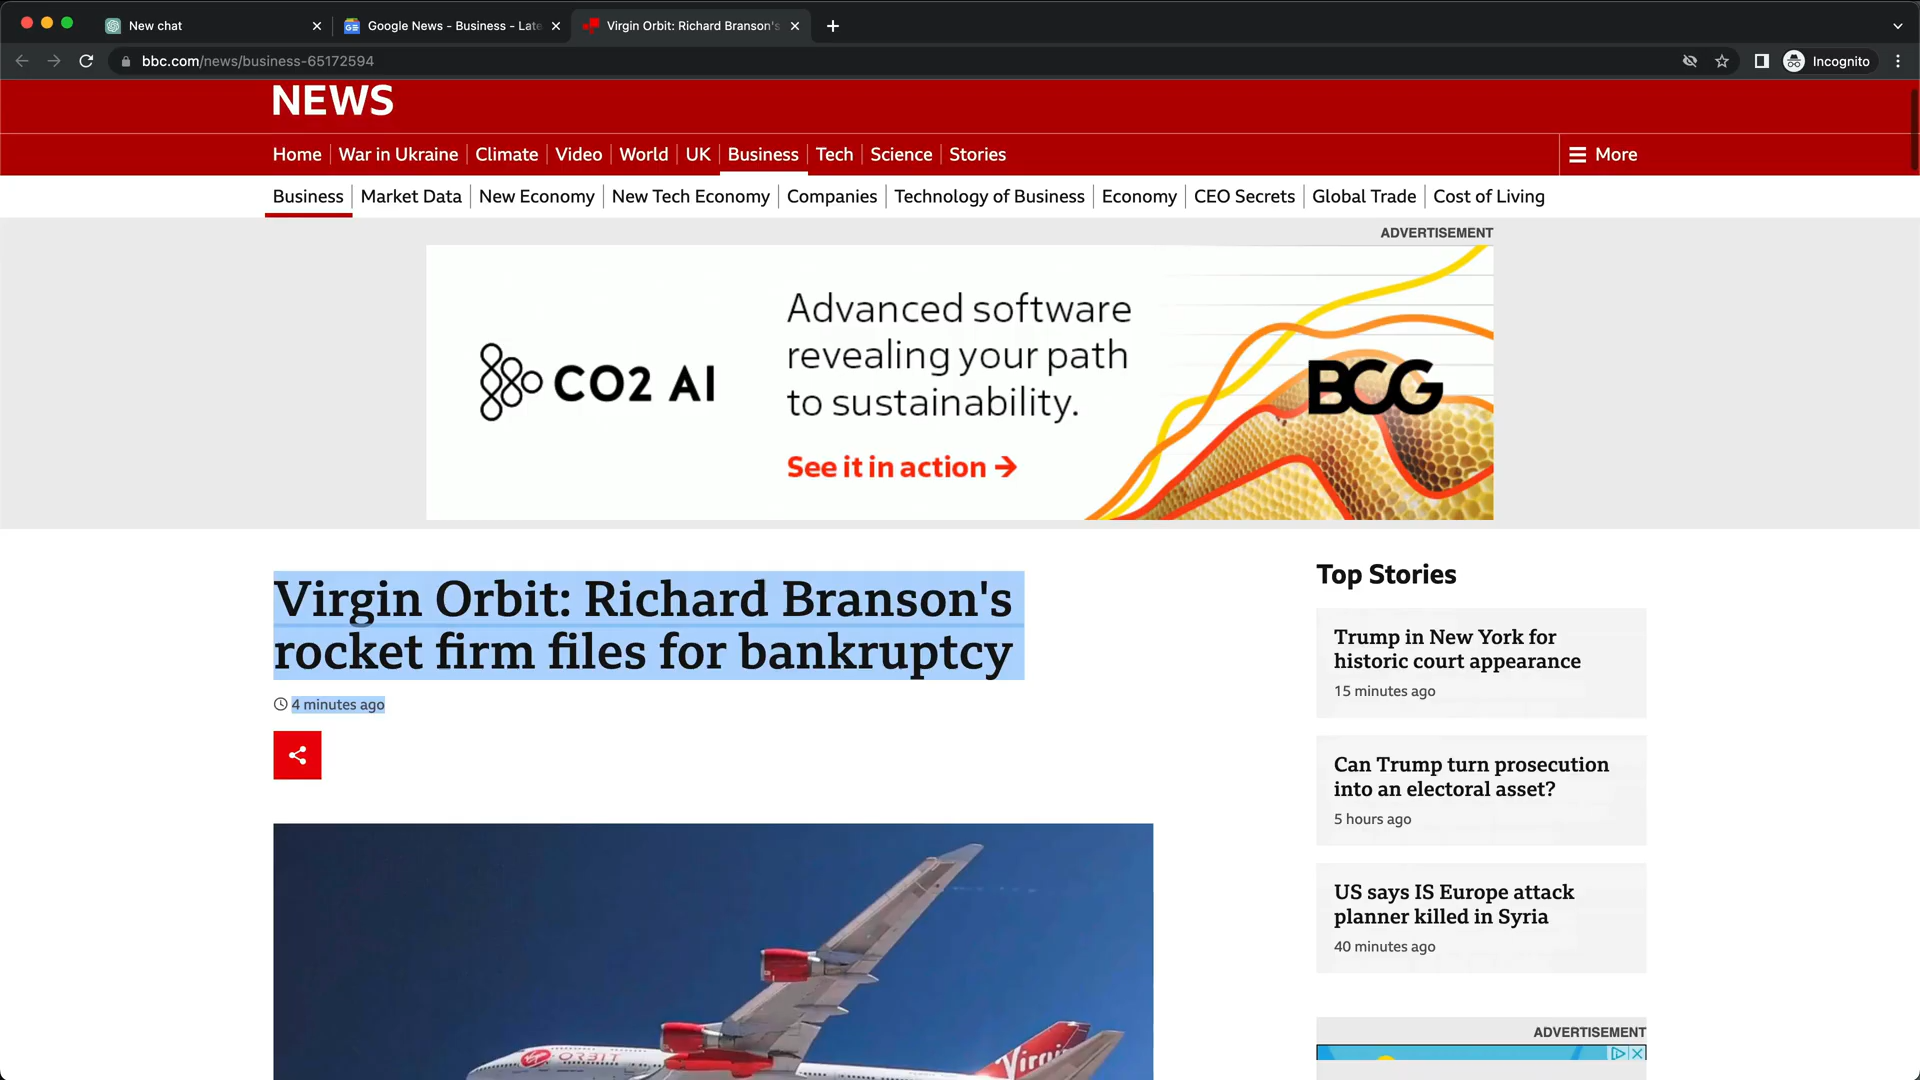 New chat
Google News - Business - Late
Virgin Orbit: Richard Branson's
bbc.com/news/business-65172594
Incognito
NEWS
Home
War in Ukraine
Climate
Video
World
UK
Business
Tech
Science
Stories
More
Business
Market Data
New Economy
New Tech Economy
Companies
Technology of Business
Economy
CEO Secrets
Global Trade
Cost of Living
ADVERTISEMENT
CO2 AI
Advanced software
revealing your path
to sustainability.
See it in action →
BCG
Virgin Orbit: Richard Branson's
rocket firm files for bankruptcy
4 minutes ago
Virgin ORBIT
Virgin
Top Stories
Trump in New York for
historic court appearance
15 minutes ago
Can Trump turn prosecution
into an electoral asset?
5 hours ago
US says IS Europe attack
planner killed in Syria
40 minutes ago
ADVERTISEMENT